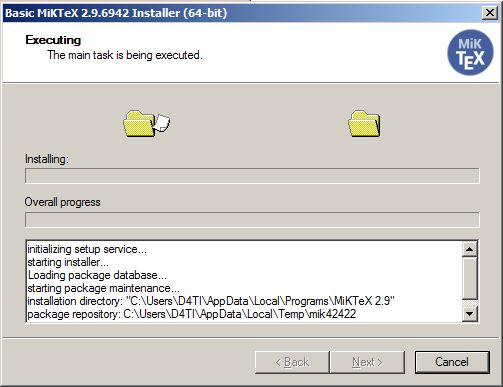 Basic MiKTeX 2.9.6942 Installer (64-bit)
Executing
The main task is being executed.
MiK
TEX
Installing:
Overall progress
initializing setup service...
starting installer...
Loading package database...
starting package maintenance...
installation directory: "C:\Users\D4TI\AppData\Local\Programs\MiKTeX 2.9"
package repository: C:\Users\D4TI\AppData\Local\Temp\mik42422
< Back
Next >
Cancel